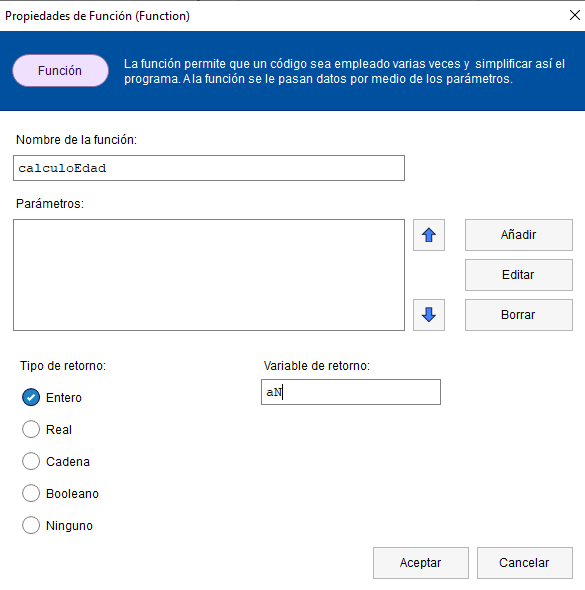 Propiedades de Función (Function)
Función
La función permite que un código sea empleado varias veces y simplificar así el
programa. A la función se le pasan datos por medio de los parámetros.
Nombre de la función:
calculoEdad
Parámetros:
Añadir
Editar
Borrar
Tipo de retorno:
Variable de retorno:
aN
Entero
Real
Cadena
Booleano
Ninguno
Aceptar
Cancelar